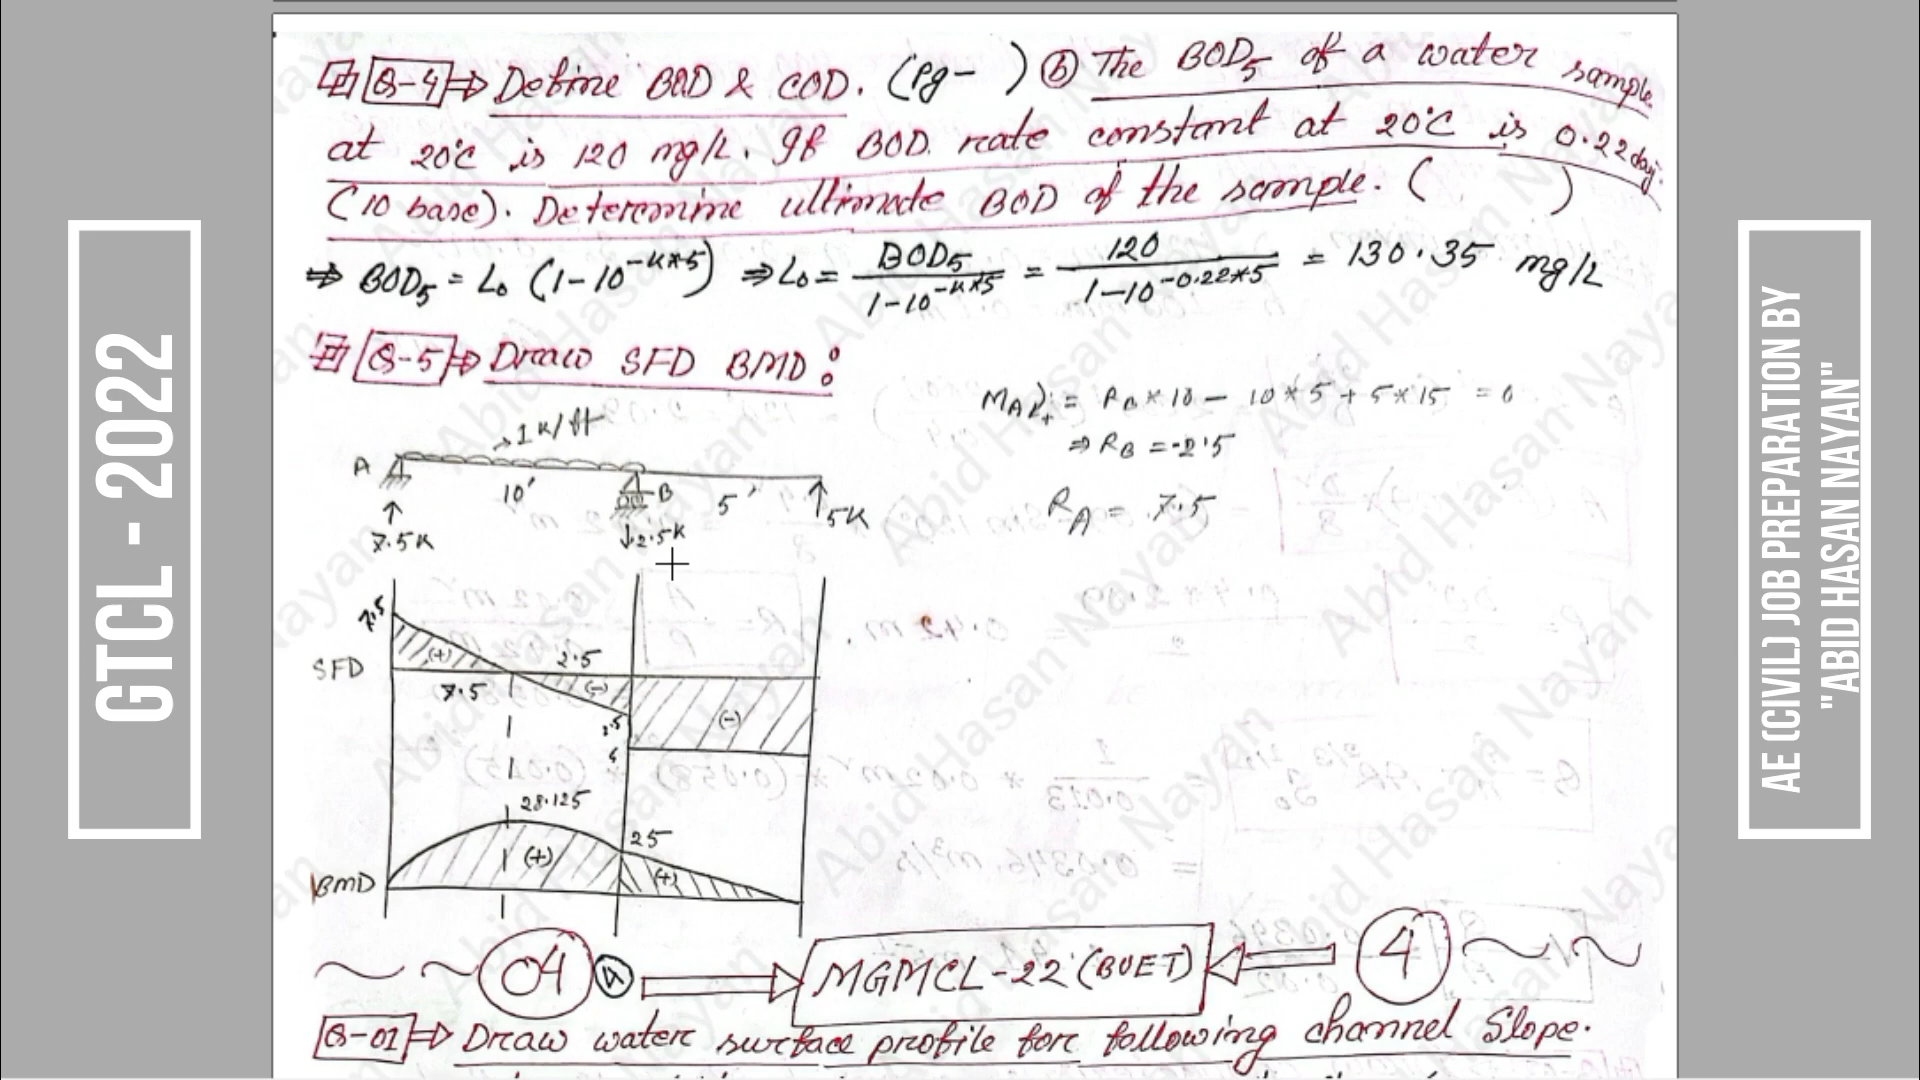 GTCL - 2022
Q-4 ⇒ Define BOD & COD. (Pg- ) ⓑ The BOD5 of a water sample
at 20°C is 120 mg/L. If BOD rate constant at 20°C is 0.22 day.
(10 base). Determine ultimate BOD of the sample. ( )
⇒ BOD5 = L0 (1-10^-K*5) ⇒ L0 = BOD5 / 1-10^-K*5 = 120 / 1-10^-0.22*5 = 130.35 mg/L
Q-5 ⇒ Draw SFD BMD:
MA = RB*10 - 10*5 + 5*15 = 0
⇒ RB = -2.5
RA = 7.5
1 K/ft
A
10'
B
5'
5K
7.5K
2.5K
7.5
SFD
(+)
2.5
7.5
(-)
2.5
(-)
28.125
25
BMD
(+)
(+)
04 MGMCL-22 (BUET) 4
Q-01 ⇒ Draw water surface profile for following channel Slope.
AE (CIVIL) JOB PREPARATION BY
"ABID HASAN NAYAN"
Abid Hasan Nayan